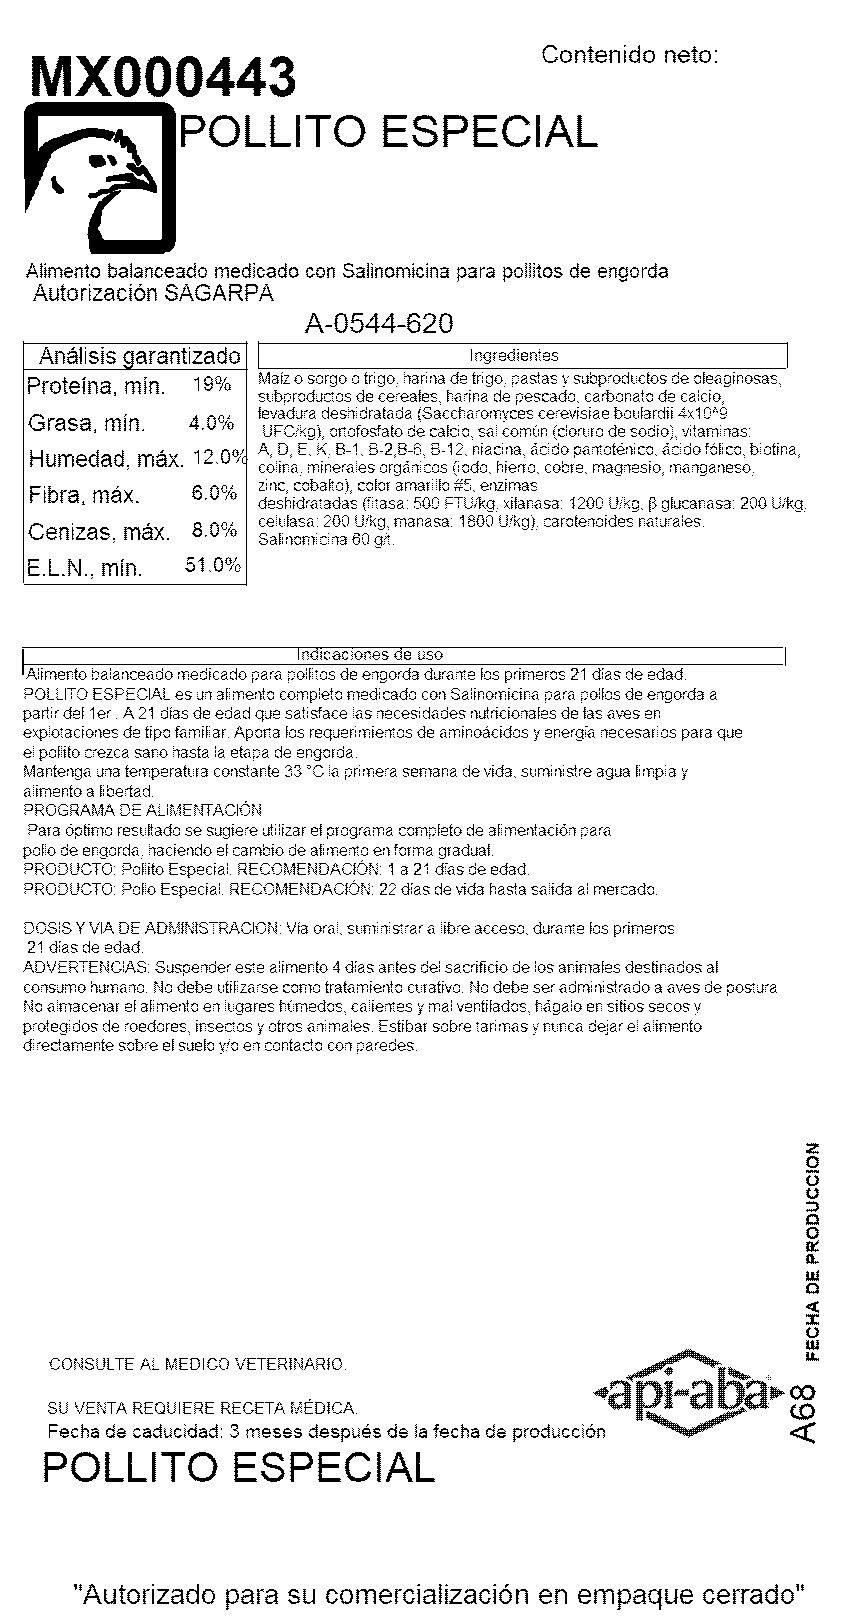 Contenido neto:
MX000443
POLLITO ESPECIAL
Alimento balanceado medicado con Salinomicina para pollitos de engorda
Autorización SAGARPA
A-0544-620
Análisis garantizado
Proteína, mín. 19%
Grasa, mín. 4.0%
Humedad, máx. 12.0%
Fibra, máx. 6.0%
Cenizas, máx. 8.0%
E.L.N., mín. 51.0%
Ingredientes
Maíz o sorgo o trigo, harina de trigo, pastas y subproductos de oleaginosas,
subproductos de cereales, harina de pescado, carbonato de calcio,
levadura deshidratada (Saccharomyces cerevisiae boulardii 4x10^9
UFC/kg), ortofosfato de calcio, sal común (cloruro de sodio), vitaminas:
A, D, E, K, B-1, B-2,B-6, B-12, niacina, ácido pantoténico, ácido fólico, biotina,
colina, minerales orgánicos (iodo, hierro, cobre, magnesio, manganeso,
zinc, cobalto), color amarillo #5, enzimas
deshidratadas (fitasa: 500 FTU/kg, xilanasa: 1200 U/kg, β glucanasa: 200 U/kg,
celulasa: 200 U/kg, manasa: 1800 U/kg), carotenoides naturales.
Salinomicina 60 g/t.
Indicaciones de uso
Alimento balanceado medicado para pollitos de engorda durante los primeros 21 días de edad.
POLLITO ESPECIAL es un alimento completo medicado con Salinomicina para pollos de engorda a
partir del 1er . A 21 días de edad que satisface las necesidades nutricionales de las aves en
explotaciones de tipo familiar. Aporta los requerimientos de aminoácidos y energía necesarios para que
el pollito crezca sano hasta la etapa de engorda.
Mantenga una temperatura constante 33 °C la primera semana de vida, suministre agua limpia y
alimento a libertad.
PROGRAMA DE ALIMENTACIÓN
Para óptimo resultado se sugiere utilizar el programa completo de alimentación para
pollo de engorda, haciendo el cambio de alimento en forma gradual.
PRODUCTO: Pollito Especial. RECOMENDACIÓN: 1 a 21 días de edad.
PRODUCTO: Pollo Especial. RECOMENDACIÓN: 22 días de vida hasta salida al mercado.
DOSIS Y VIA DE ADMINISTRACION: Vía oral, suministrar a libre acceso, durante los primeros
21 días de edad.
ADVERTENCIAS: Suspender este alimento 4 días antes del sacrificio de los animales destinados al
consumo humano. No debe utilizarse como tratamiento curativo. No debe ser administrado a aves de postura
No almacenar el alimento en lugares húmedos, calientes y mal ventilados, hágalo en sitios secos y
protegidos de roedores, insectos y otros animales. Estibar sobre tarimas y nunca dejar el alimento
directamente sobre el suelo y/o en contacto con paredes.
FECHA DE PRODUCCION
A68
CONSULTE AL MEDICO VETERINARIO.
api-aba
SU VENTA REQUIERE RECETA MÉDICA.
Fecha de caducidad: 3 meses después de la fecha de producción
POLLITO ESPECIAL
"Autorizado para su comercialización en empaque cerrado"